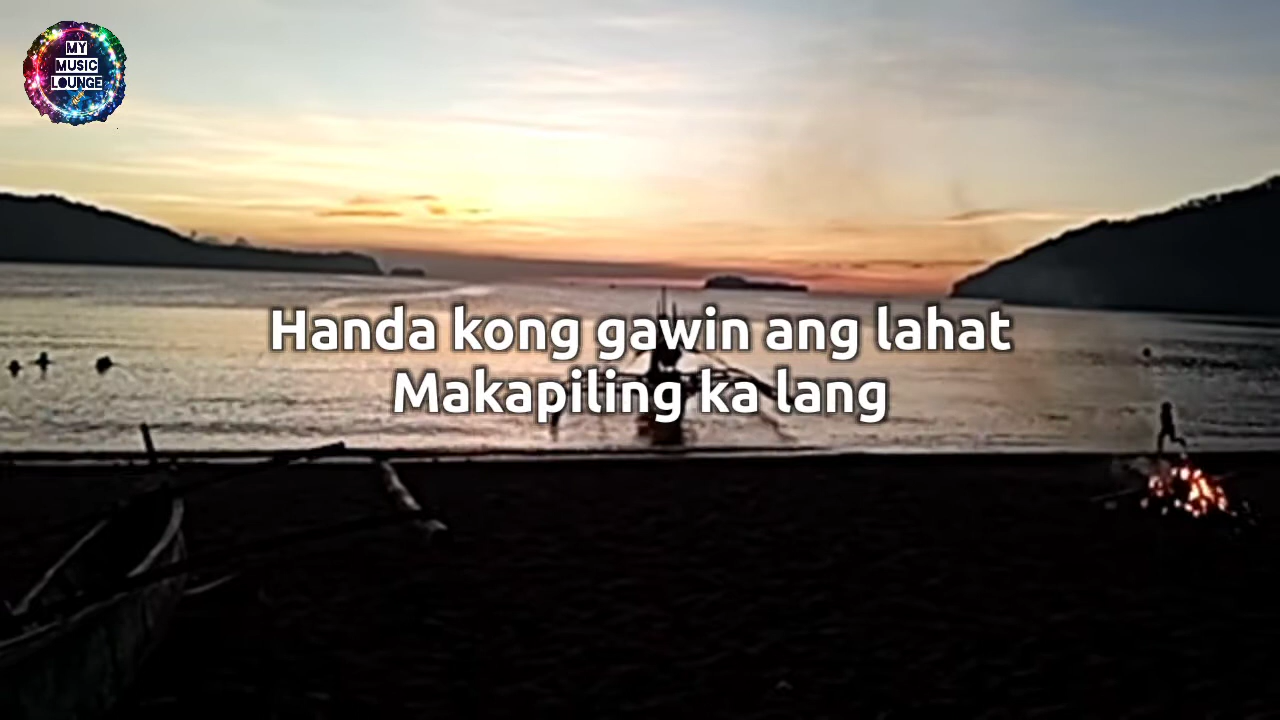 MY
MUSIC
LOUNGE
Handa kong gawin ang lahat
Makapiling ka lang